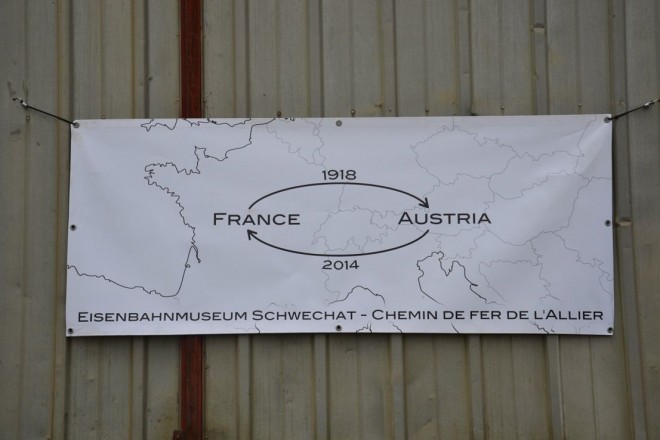 1918
FRANCE AUSTRIA
2014
EISENBAHNMUSEUM SCHWECHAT - CHEMIN DE FER DE L'ALLIER